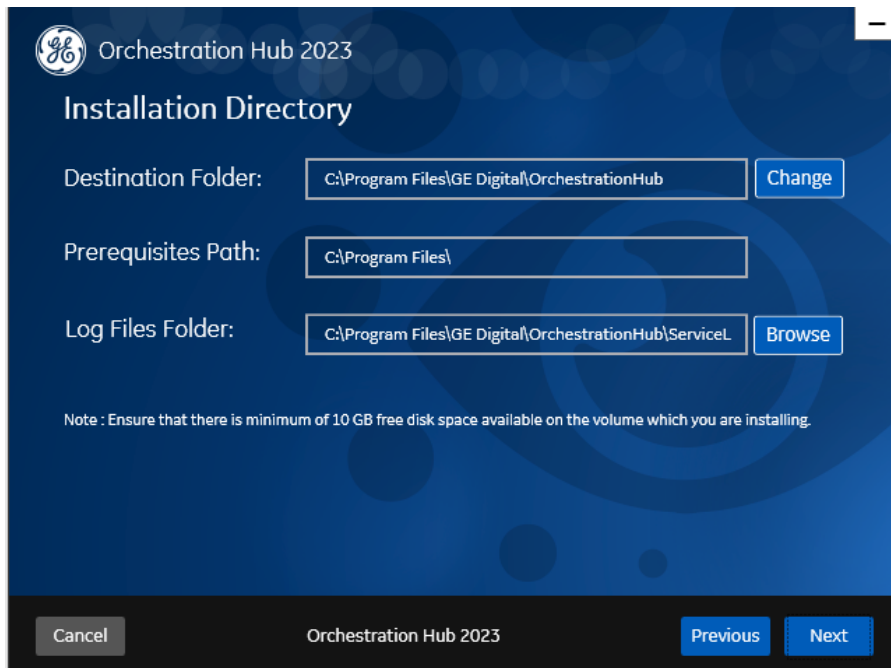 Orchestration Hub 2023
Installation Directory
Destination Folder: C:\Program Files\GE Digital\OrchestrationHub Change
Prerequisites Path: C:\Program Files\
Log Files Folder: C:\Program Files\GE Digital\OrchestrationHub\ServiceL Browse
Note : Ensure that there is minimum of 10 GB free disk space available on the volume which you are installing.
Cancel Orchestration Hub 2023 Previous Next